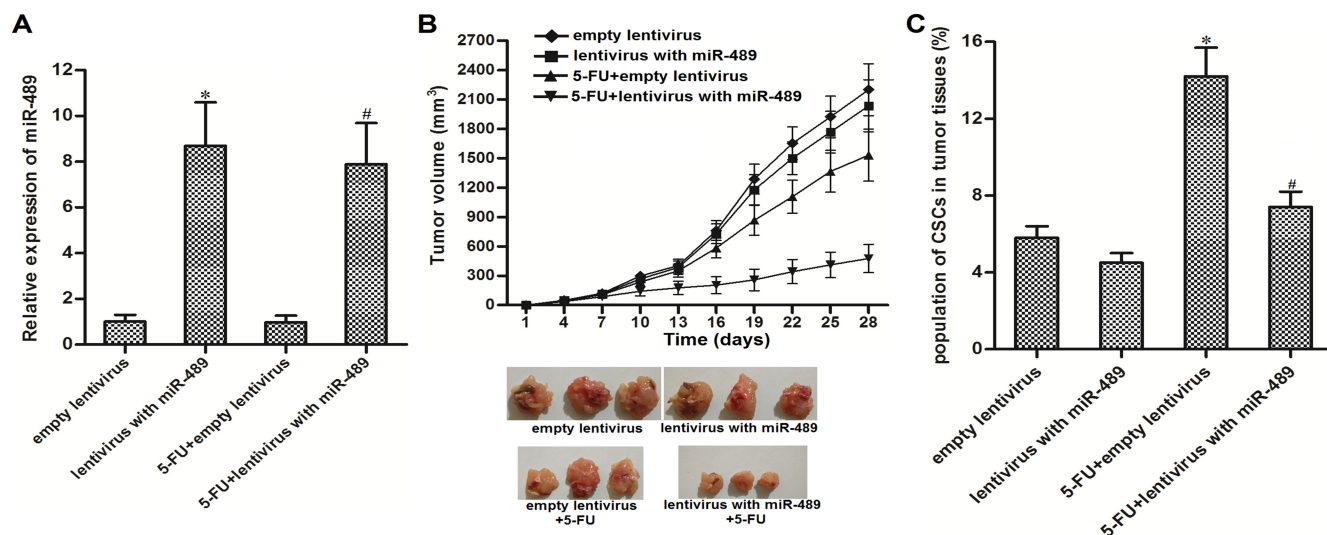 A
Relative expression of miR-489
12
10
8
6
4
2
0
*
#
empty lentivirus
lentivirus with miR-489
5-FU+empty lentivirus
5-FU+lentivirus with miR-489
B
Tumor volume (mm³)
2700
2400
2100
1800
1500
1200
900
600
300
0
empty lentivirus
lentivirus with miR-489
5-FU+empty lentivirus
5-FU+lentivirus with miR-489
1 4 7 10 13 16 19 22 25 28
Time (days)
empty lentivirus
lentivirus with miR-489
empty lentivirus
+5-FU
lentivirus with miR-489
+5-FU
C
population of CSCs in tumor tissues (%)
16
12
8
4
0
*
#
empty lentivirus
lentivirus with miR-489
5-FU+empty lentivirus
5-FU+lentivirus with miR-489